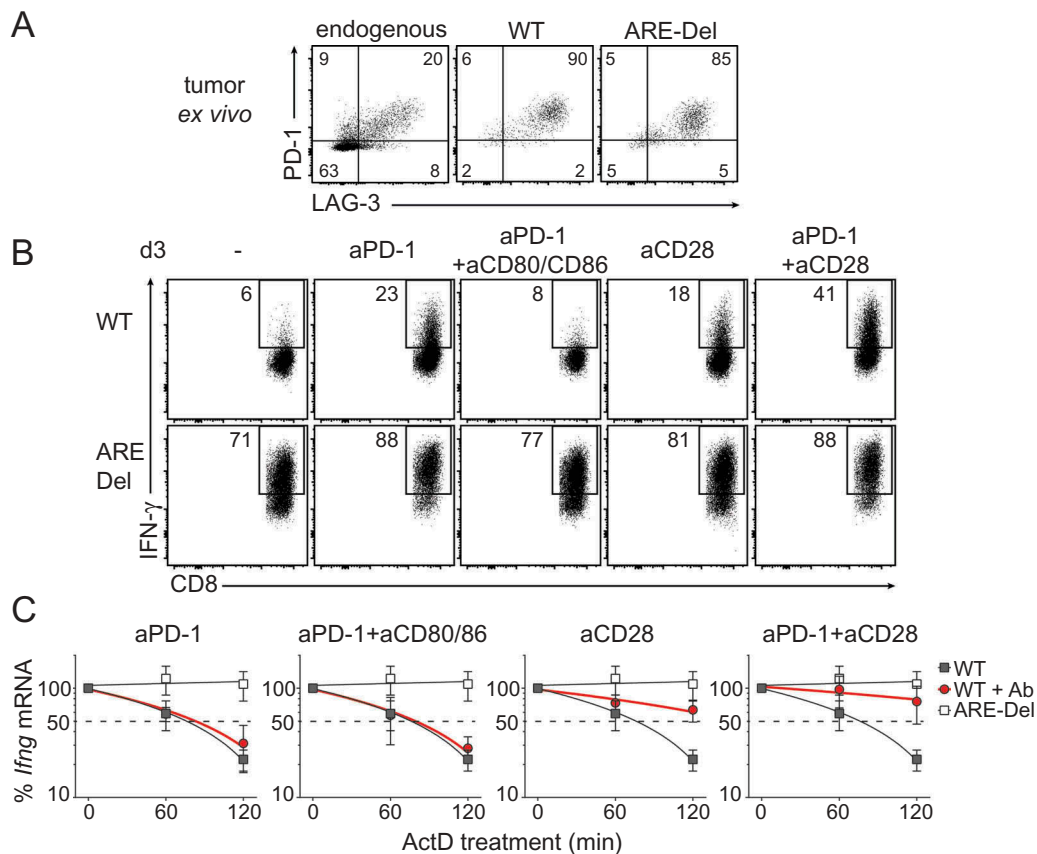 A
endogenous WT ARE-Del
tumor
ex vivo
9 20 6 90 5 85
63 8 2 2 5 5
PD-1
LAG-3
B
d3 - aPD-1 aPD-1 +aCD80/CD86 aCD28 aPD-1 +aCD28
WT
6 23 8 18 41
ARE
Del
71 88 77 81 88
IFN-γ
CD8
C
aPD-1 aPD-1+aCD80/86 aCD28 aPD-1+aCD28
% Ifng mRNA
100 100 100 100
50 50 50 50
10 10 10 10
0 60 120 0 60 120 0 60 120 0 60 120
ActD treatment (min)
WT
WT + Ab
ARE-Del